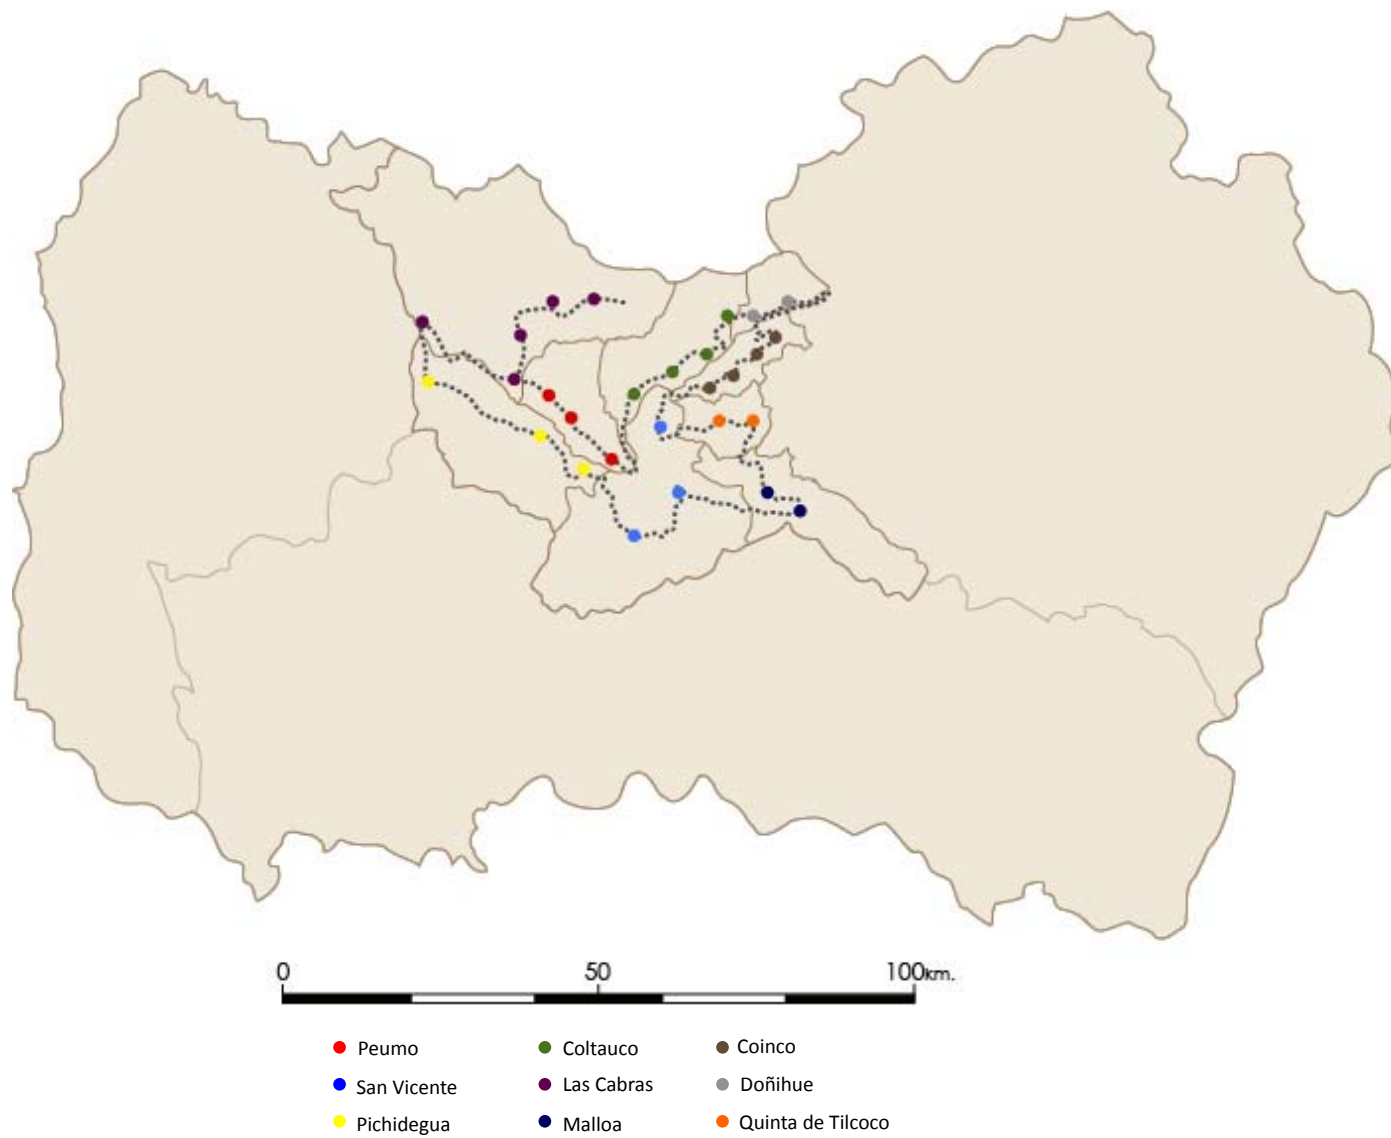 0 50 100km.
Peumo Coltauco Coinco
San Vicente Las Cabras Doñihue
Pichidegua Malloa Quinta de Tilcoco